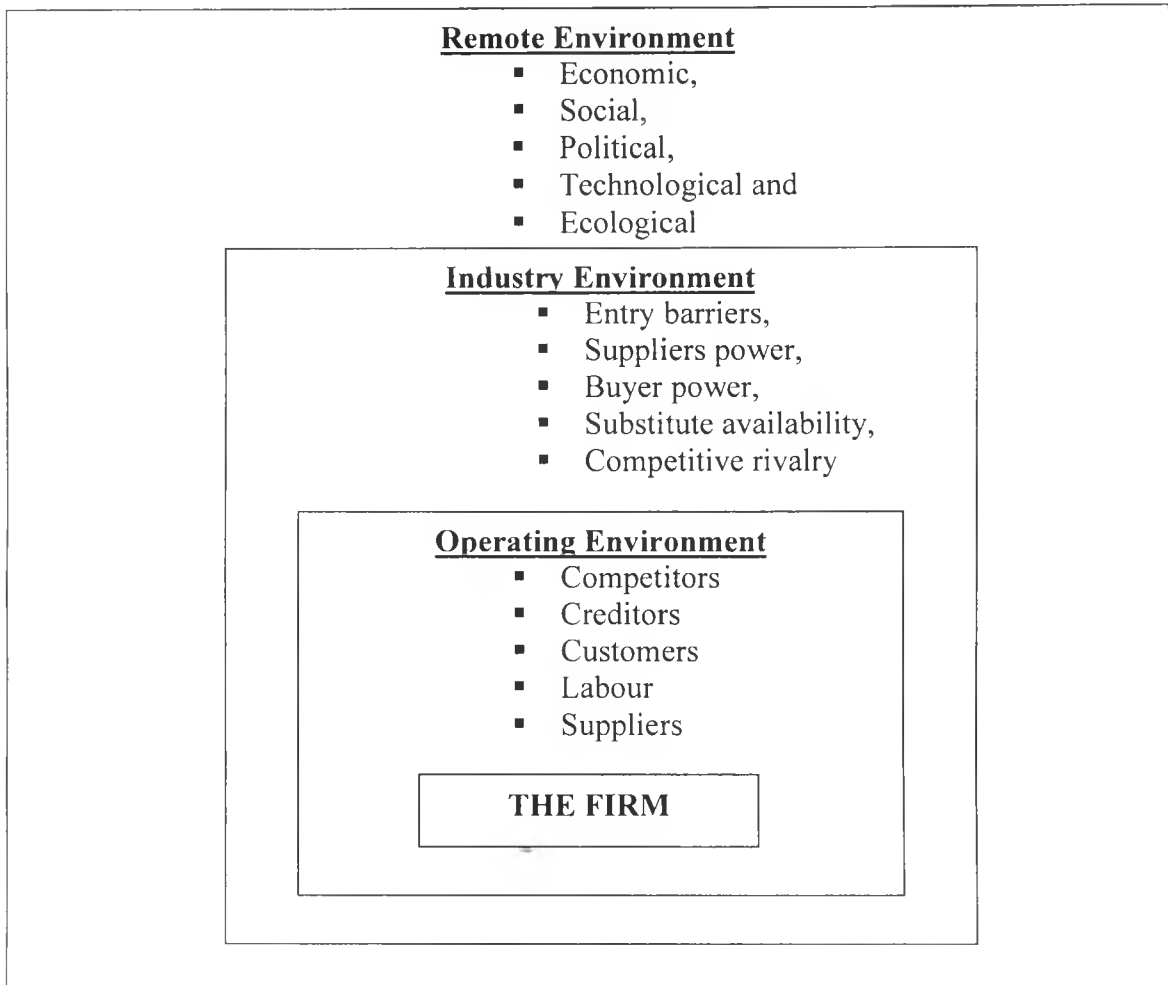 Remote Environment
▪ Economic,
▪ Social,
▪ Political,
▪ Technological and
▪ Ecological
Industry Environment
▪ Entry barriers,
▪ Suppliers power,
▪ Buyer power,
▪ Substitute availability,
▪ Competitive rivalry
Operating Environment
▪ Competitors
▪ Creditors
▪ Customers
▪ Labour
▪ Suppliers
THE FIRM